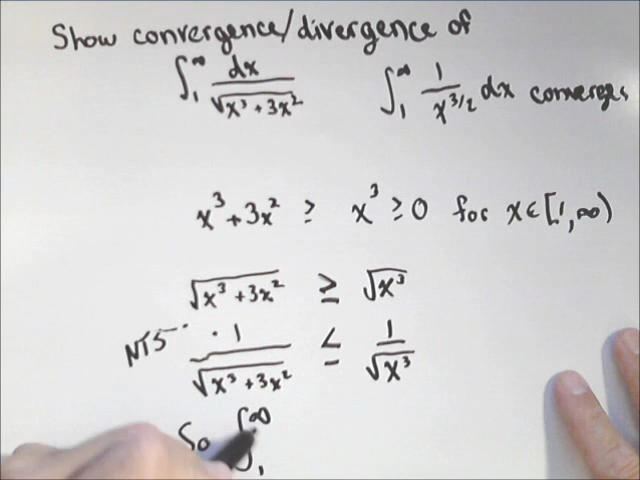 Show convergence/divergence of
∫₁^∞ dx/√(x³ + 3x²)    ∫₁^∞ 1/x^(3/2) dx converges
x³ + 3x² ≥ x³ ≥ 0 for x ∈ [1, ∞)
√(x³ + 3x²) ≥ √(x³)
NTS 1/√(x³ + 3x²) ≤ 1/√(x³)
So ∫₁^∞